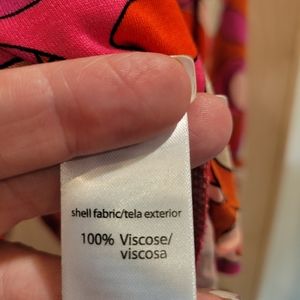 shell fabric/tela exterior
100% Viscose/
viscosa